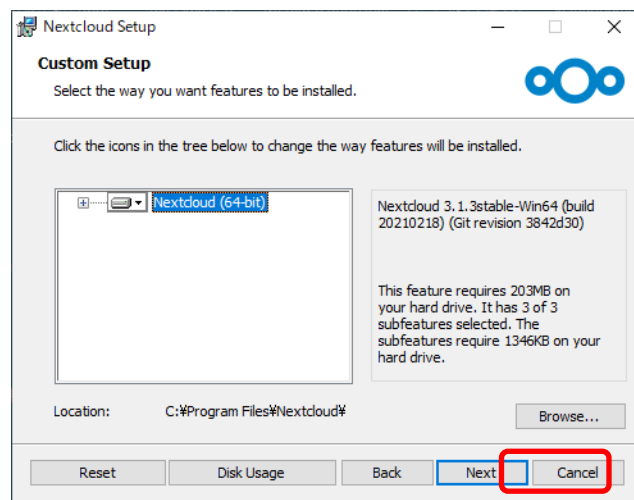 Nextcloud Setup
Custom Setup
Select the way you want features to be installed.
Click the icons in the tree below to change the way features will be installed.
Nextcloud (64-bit)
Nextcloud 3.1.3stable-Win64 (build
20210218) (Git revision 3842d30)
This feature requires 203MB on
your hard drive. It has 3 of 3
subfeatures selected. The
subfeatures require 1346KB on your
hard drive.
Location: C:¥Program Files¥Nextcloud¥
Browse...
Reset Disk Usage Back Next Cancel